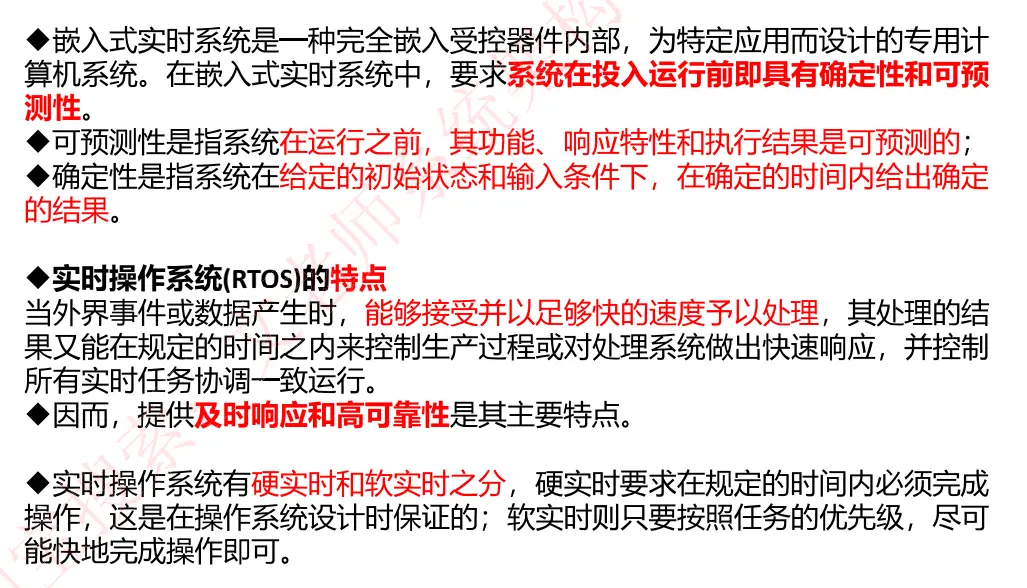 ◆嵌入式实时系统是一种完全嵌入受控器件内部，为特定应用而设计的专用计
算机系统。在嵌入式实时系统中，要求系统在投入运行前即具有确定性和可预
测性。
◆可预测性是指系统在运行之前，其功能、响应特性和执行结果是可预测的；
◆确定性是指系统在给定的初始状态和输入条件下，在确定的时间内给出确定
的结果。
◆实时操作系统(RTOS)的特点
当外界事件或数据产生时，能够接受并以足够快的速度予以处理，其处理的结
果又能在规定的时间之内来控制生产过程或对处理系统做出快速响应，并控制
所有实时任务协调一致运行。
◆因而，提供及时响应和高可靠性是其主要特点。
◆实时操作系统有硬实时和软实时之分，硬实时要求在规定的时间内必须完成
操作，这是在操作系统设计时保证的；软实时则只要按照任务的优先级，尽可
能快地完成操作即可。